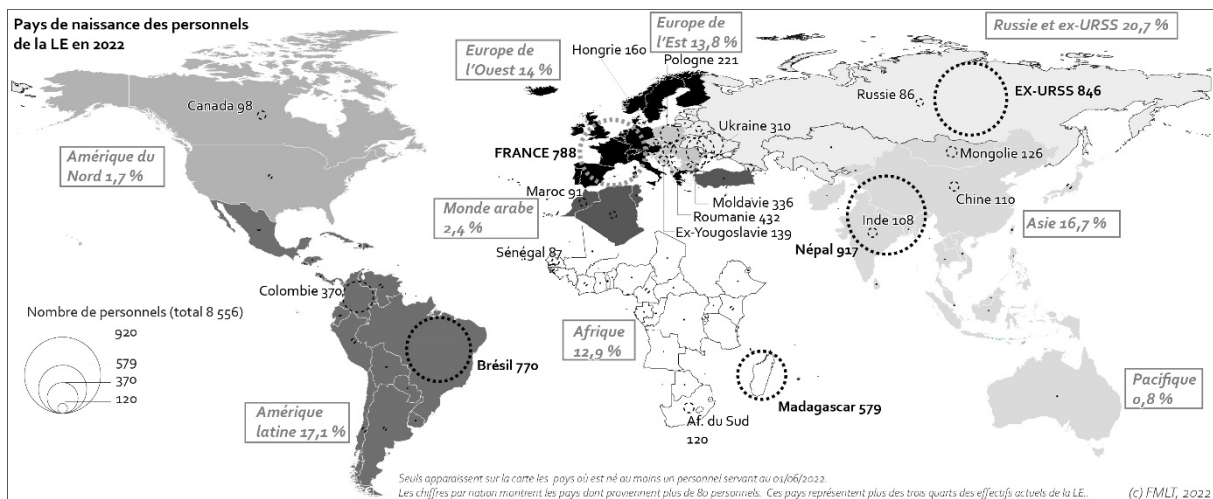 Pays de naissance des personnels
de la LE en 2022
Europe de
l'Ouest 14 %
Europe de
l'Est 13,8 %
Russie et ex-URSS 20,7 %
Hongrie 160
Pologne 221
Canada 98
Russie 86
EX-URSS 846
Ukraine 310
FRANCE 788
Mongolie 126
Amérique du
Nord 1,7 %
Maroc 91
Moldavie 336
Chine 110
Monde arabe
2,4 %
Roumanie 432
Inde 108
Asie 16,7 %
Ex-Yougoslavie 139
Népal 917
Sénégal 87
Colombie 370
Nombre de personnels (total 8 556)
920
579
370
120
Afrique
12,9 %
Brésil 770
Madagascar 579
Pacifique
0,8 %
Amérique
latine 17,1 %
Af. du Sud
120
Seuls apparaissent sur la carte les pays où est né au moins un personnel servant au 01/06/2022.
Les chiffres par nation montrent les pays dont proviennent plus de 80 personnels. Ces pays représentent plus des trois quarts des effectifs actuels de la LE..
(c) FMLT, 2022